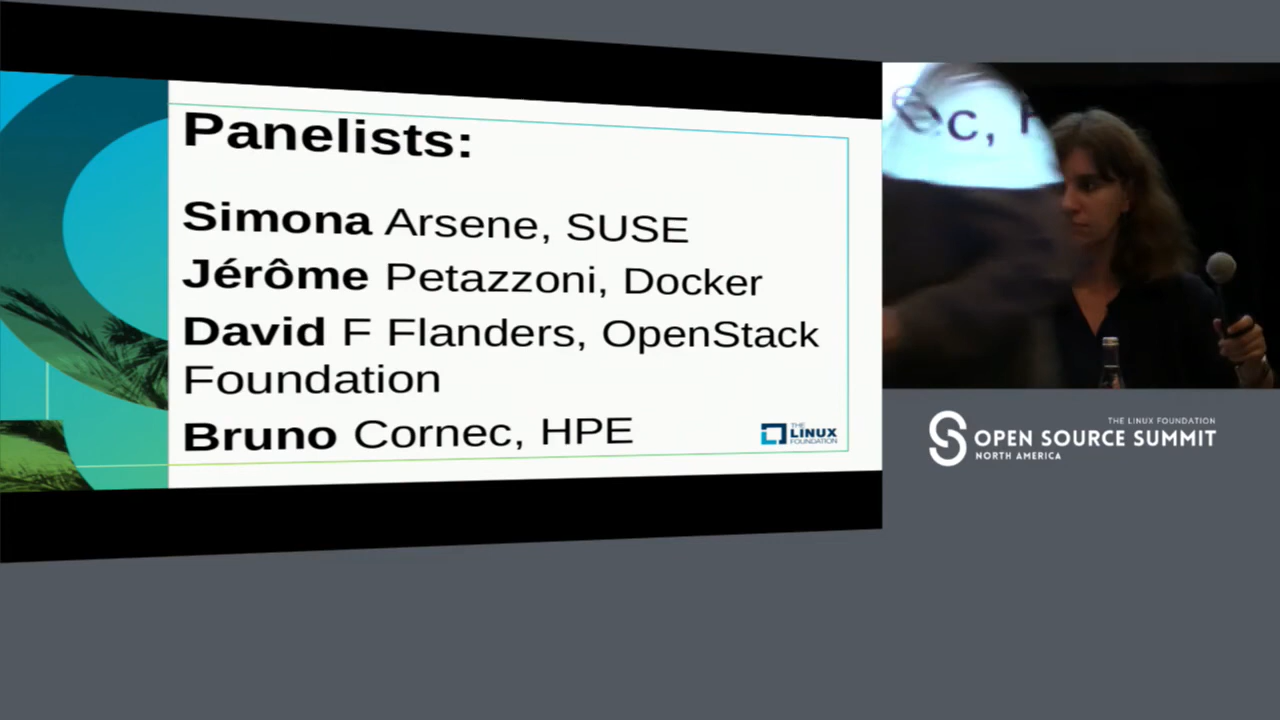 Panelists:
Simona Arsene, SUSE
Jérôme Petazzoni, Docker
David F Flanders, OpenStack
Foundation
Bruno Cornec, HPE
THE
LINUX
FOUNDATION
c,
THE LINUX FOUNDATION
OPEN SOURCE SUMMIT
NORTH AMERICA